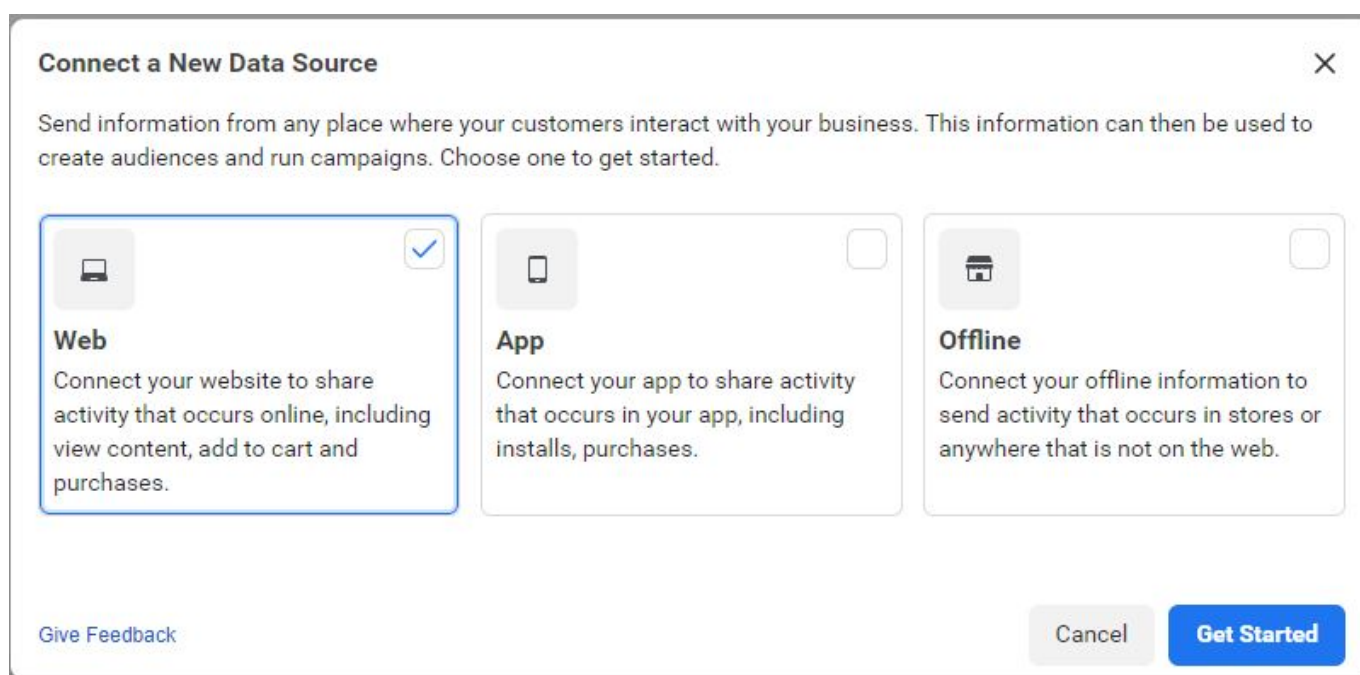 Connect a New Data Source
Send information from any place where your customers interact with your business. This information can then be used to
create audiences and run campaigns. Choose one to get started.
Web
Connect your website to share
activity that occurs online, including
view content, add to cart and
purchases.
App
Connect your app to share activity
that occurs in your app, including
installs, purchases.
Offline
Connect your offline information to
send activity that occurs in stores or
anywhere that is not on the web.
Give Feedback
Cancel
Get Started